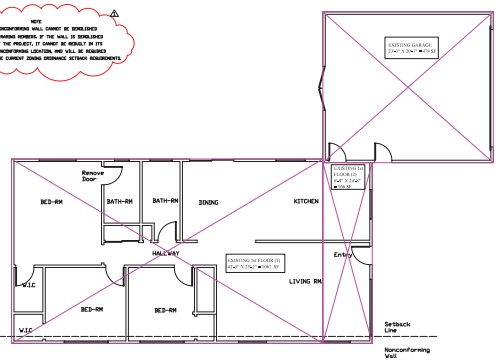 NOTE
NONCONFORMING WALL CANNOT BE DEMOLISHED
FRAMING MEMBERS. IF THE WALL IS DEMOLISHED
THE PROJECT, IT CANNOT BE REBUILT IN ITS
NONCONFORMING LOCATION, AND WILL BE REQUIRED
CURRENT ZONING ORDINANCE SETBACK REQUIREMENTS.
EXISTING GARAGE
EXISTING 1st
FLOOR (2)
Remove
Door
BED-RM
BATH-RM
BATH-RM
DINING
KITCHEN
HALLWAY
Entry
EXISTING 1st FLOOR (1)
LIVING RM.
W.I.C
BED-RM
BED-RM
W.I.C
Setback
Line
Nonconforming
Wall